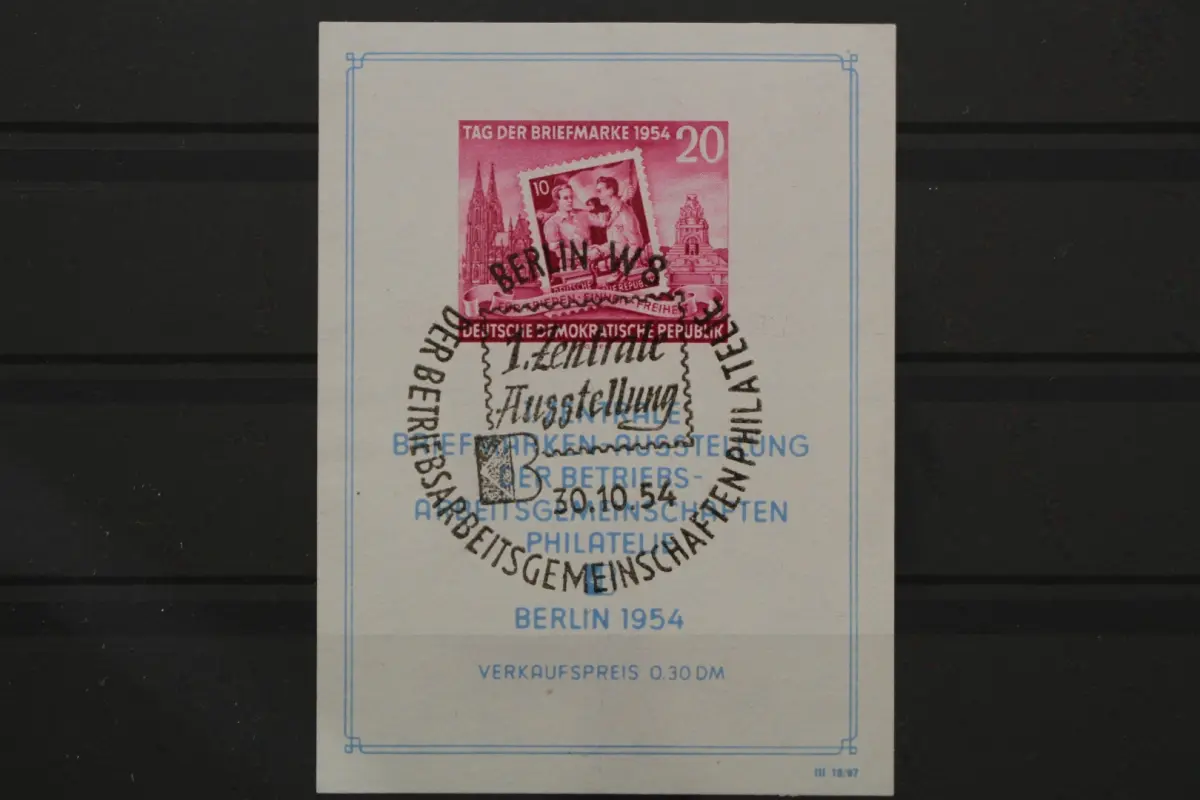 TAG DER BRIEFMARKE 1954 20
10
DEUTSCHE DEMOKRATISCHE REPUBLIK
BERLIN W8
1. Zentrale
Ausstellung
B
30.10.54
DER BETRIEBSARBEITSGEMEINSCHAFTEN PHILATELIE
ZENTRALE
BRIEFMARKEN-AUSSTELLUNG
DER BETRIEBS-
ARBEITSGEMEINSCHAFTEN
PHILATELIE
BERLIN 1954
VERKAUFSPREIS 0.30 DM
III 18/97